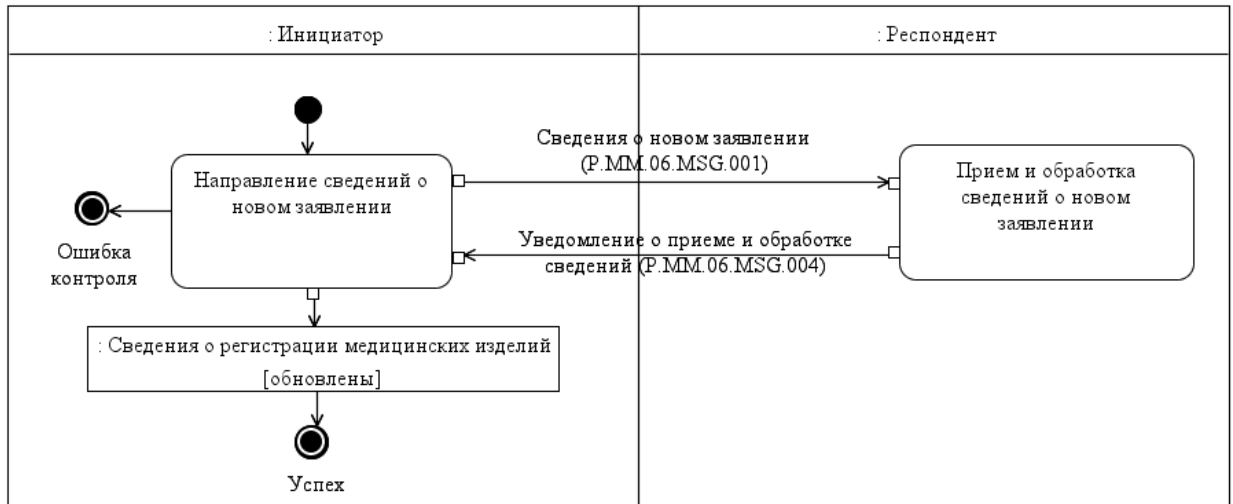 : Инициатор
: Респондент
Сведения о новом заявлении
(P.MM.06.MSG.001)
Направление сведений о
новом заявлении
Прием и обработка
сведений о новом
заявлении
Ошибка
контроля
Уведомление о приеме и обработке
сведений (P.MM.06.MSG.004)
: Сведения о регистрации медицинских изделий
[обновлены]
Успех